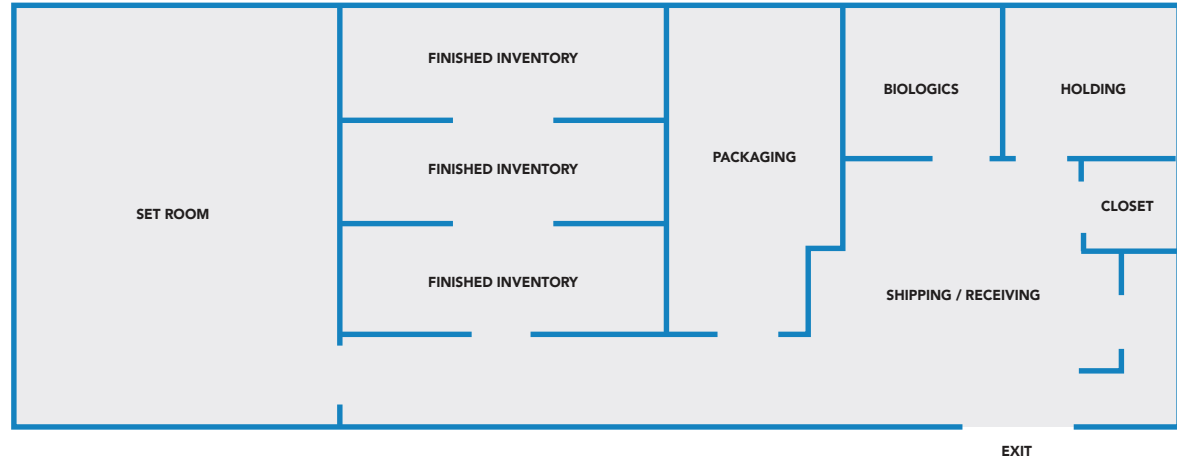 FINISHED INVENTORY
BIOLOGICS
HOLDING
PACKAGING
FINISHED INVENTORY
CLOSET
SET ROOM
FINISHED INVENTORY
SHIPPING / RECEIVING
EXIT